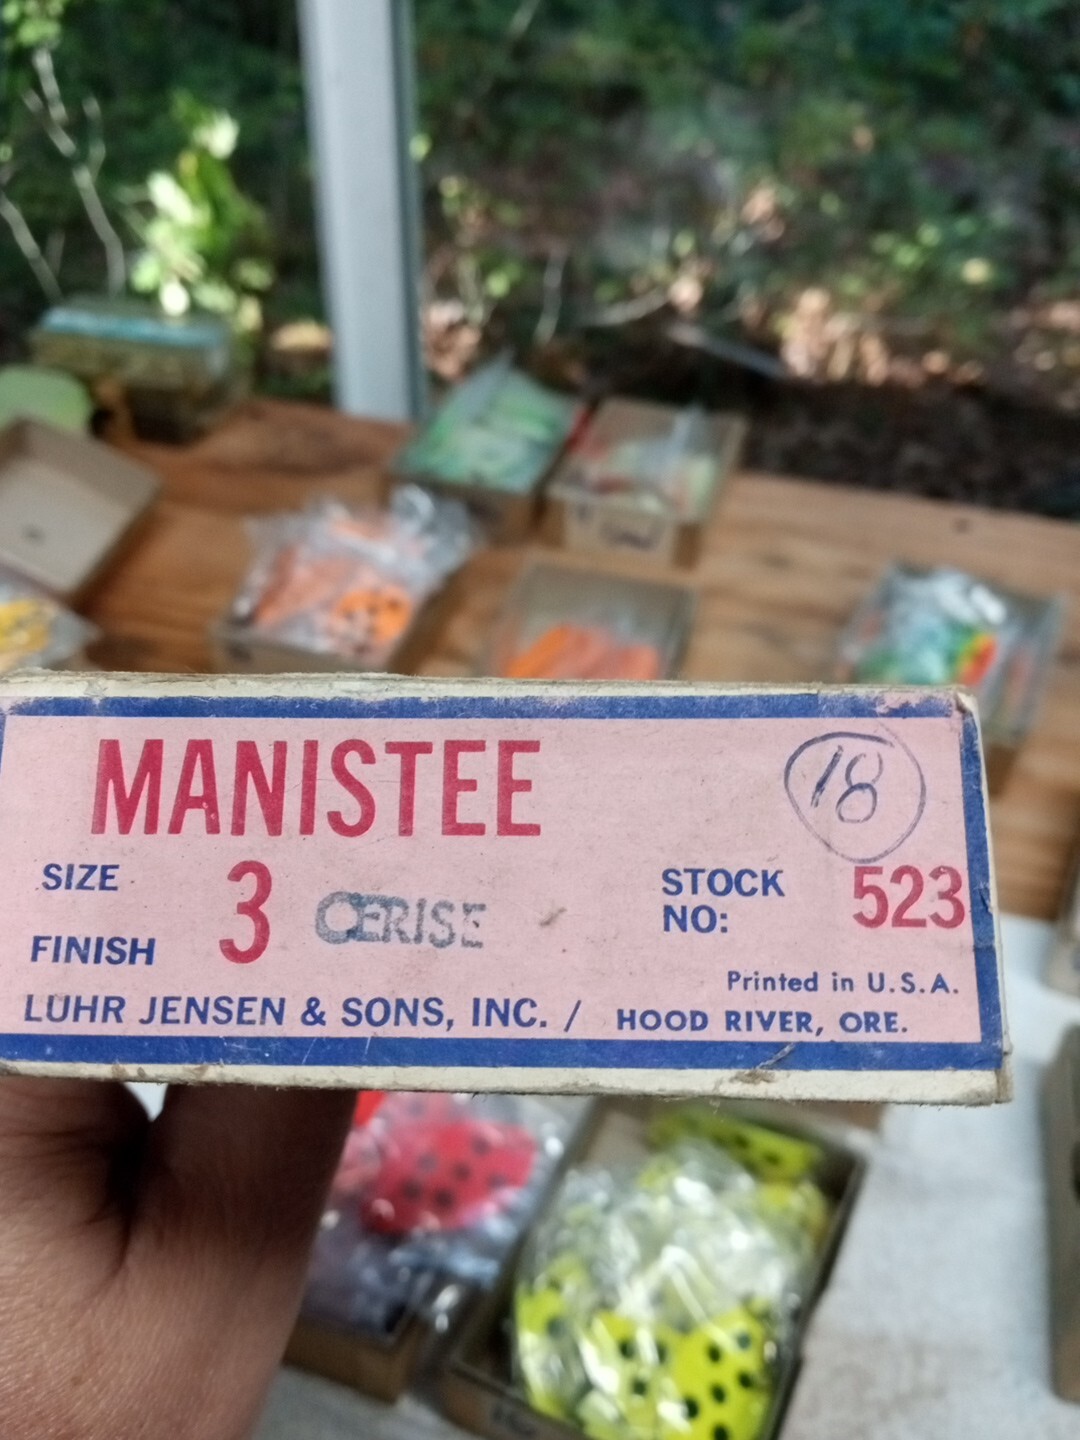 MANISTEE
18
SIZE 3 CERISE
STOCK NO: 523
FINISH
Printed in U.S.A.
LUHR JENSEN & SONS, INC. / HOOD RIVER, ORE.